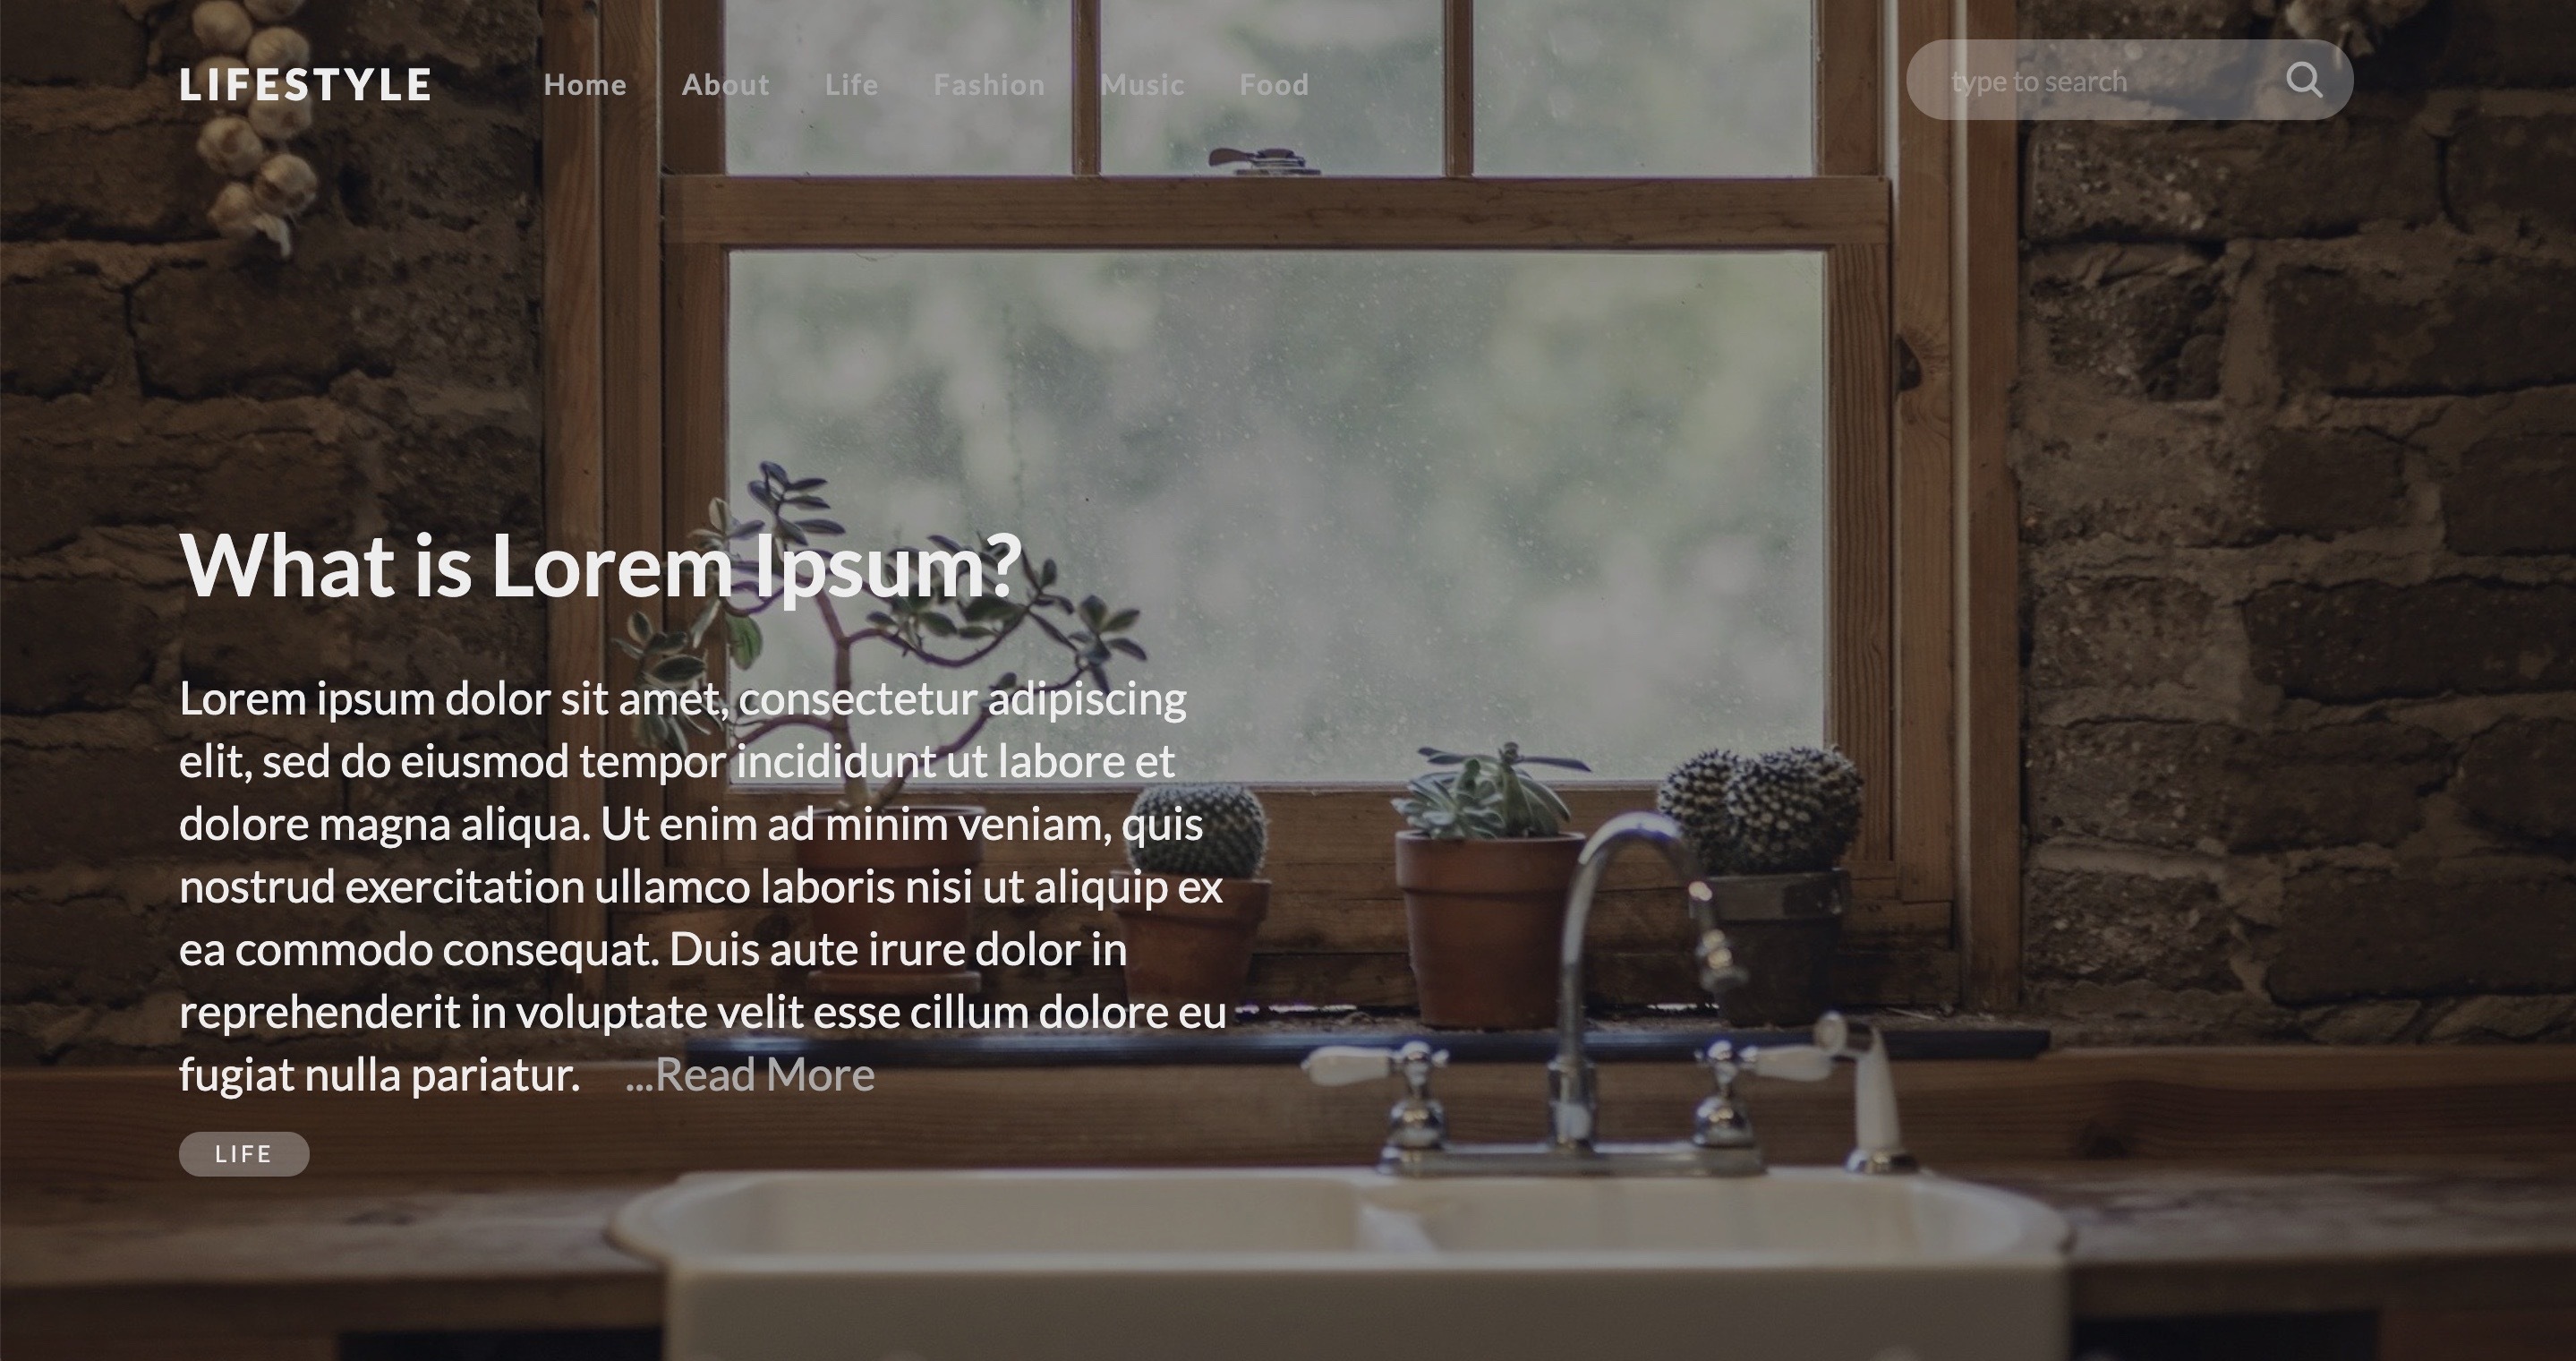 LIFESTYLE Home About Life Fashion Music Food type to search
What is Lorem Ipsum?
Lorem ipsum dolor sit amet, consectetur adipiscing
elit, sed do eiusmod tempor incididunt ut labore et
dolore magna aliqua. Ut enim ad minim veniam, quis
nostrud exercitation ullamco laboris nisi ut aliquip ex
ea commodo consequat. Duis aute irure dolor in
reprehenderit in voluptate velit esse cillum dolore eu
fugiat nulla pariatur. ...Read More
LIFE